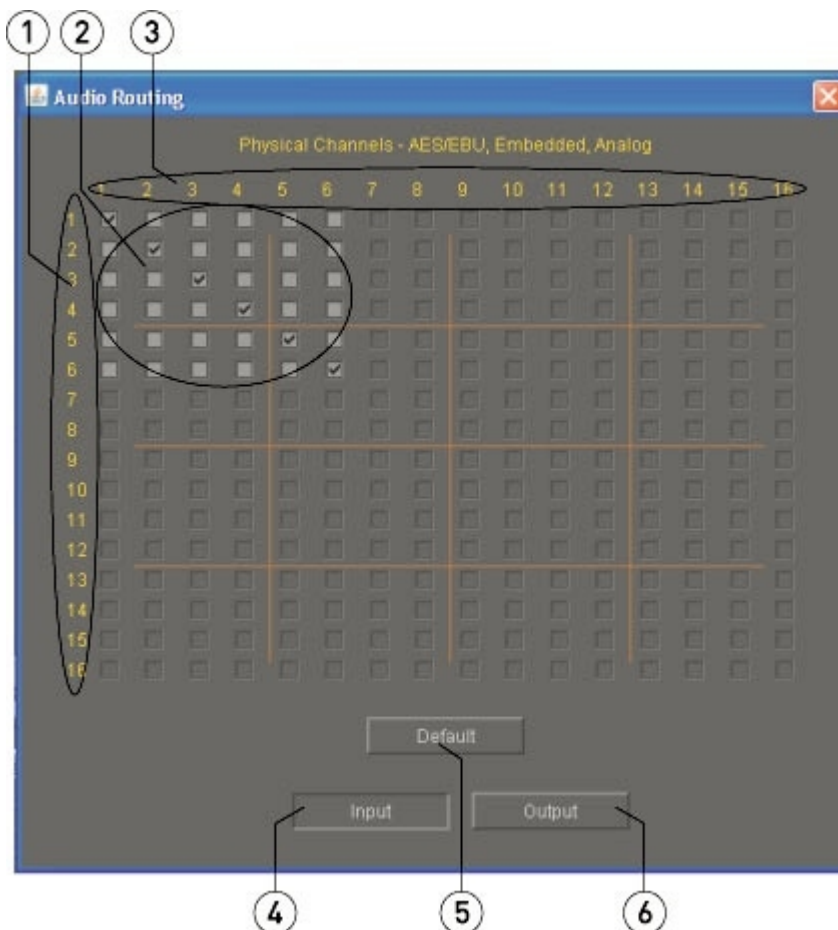 1 2 3
Audio Routing
Physical Channels - AES/EBU, Embedded, Analog
1 2 3 4 5 6 7 8 9 10 11 12 13 14 15 16
1
2
3
4
5
6
7
8
9
10
11
12
13
14
15
16
Default
Input Output
4 5 6